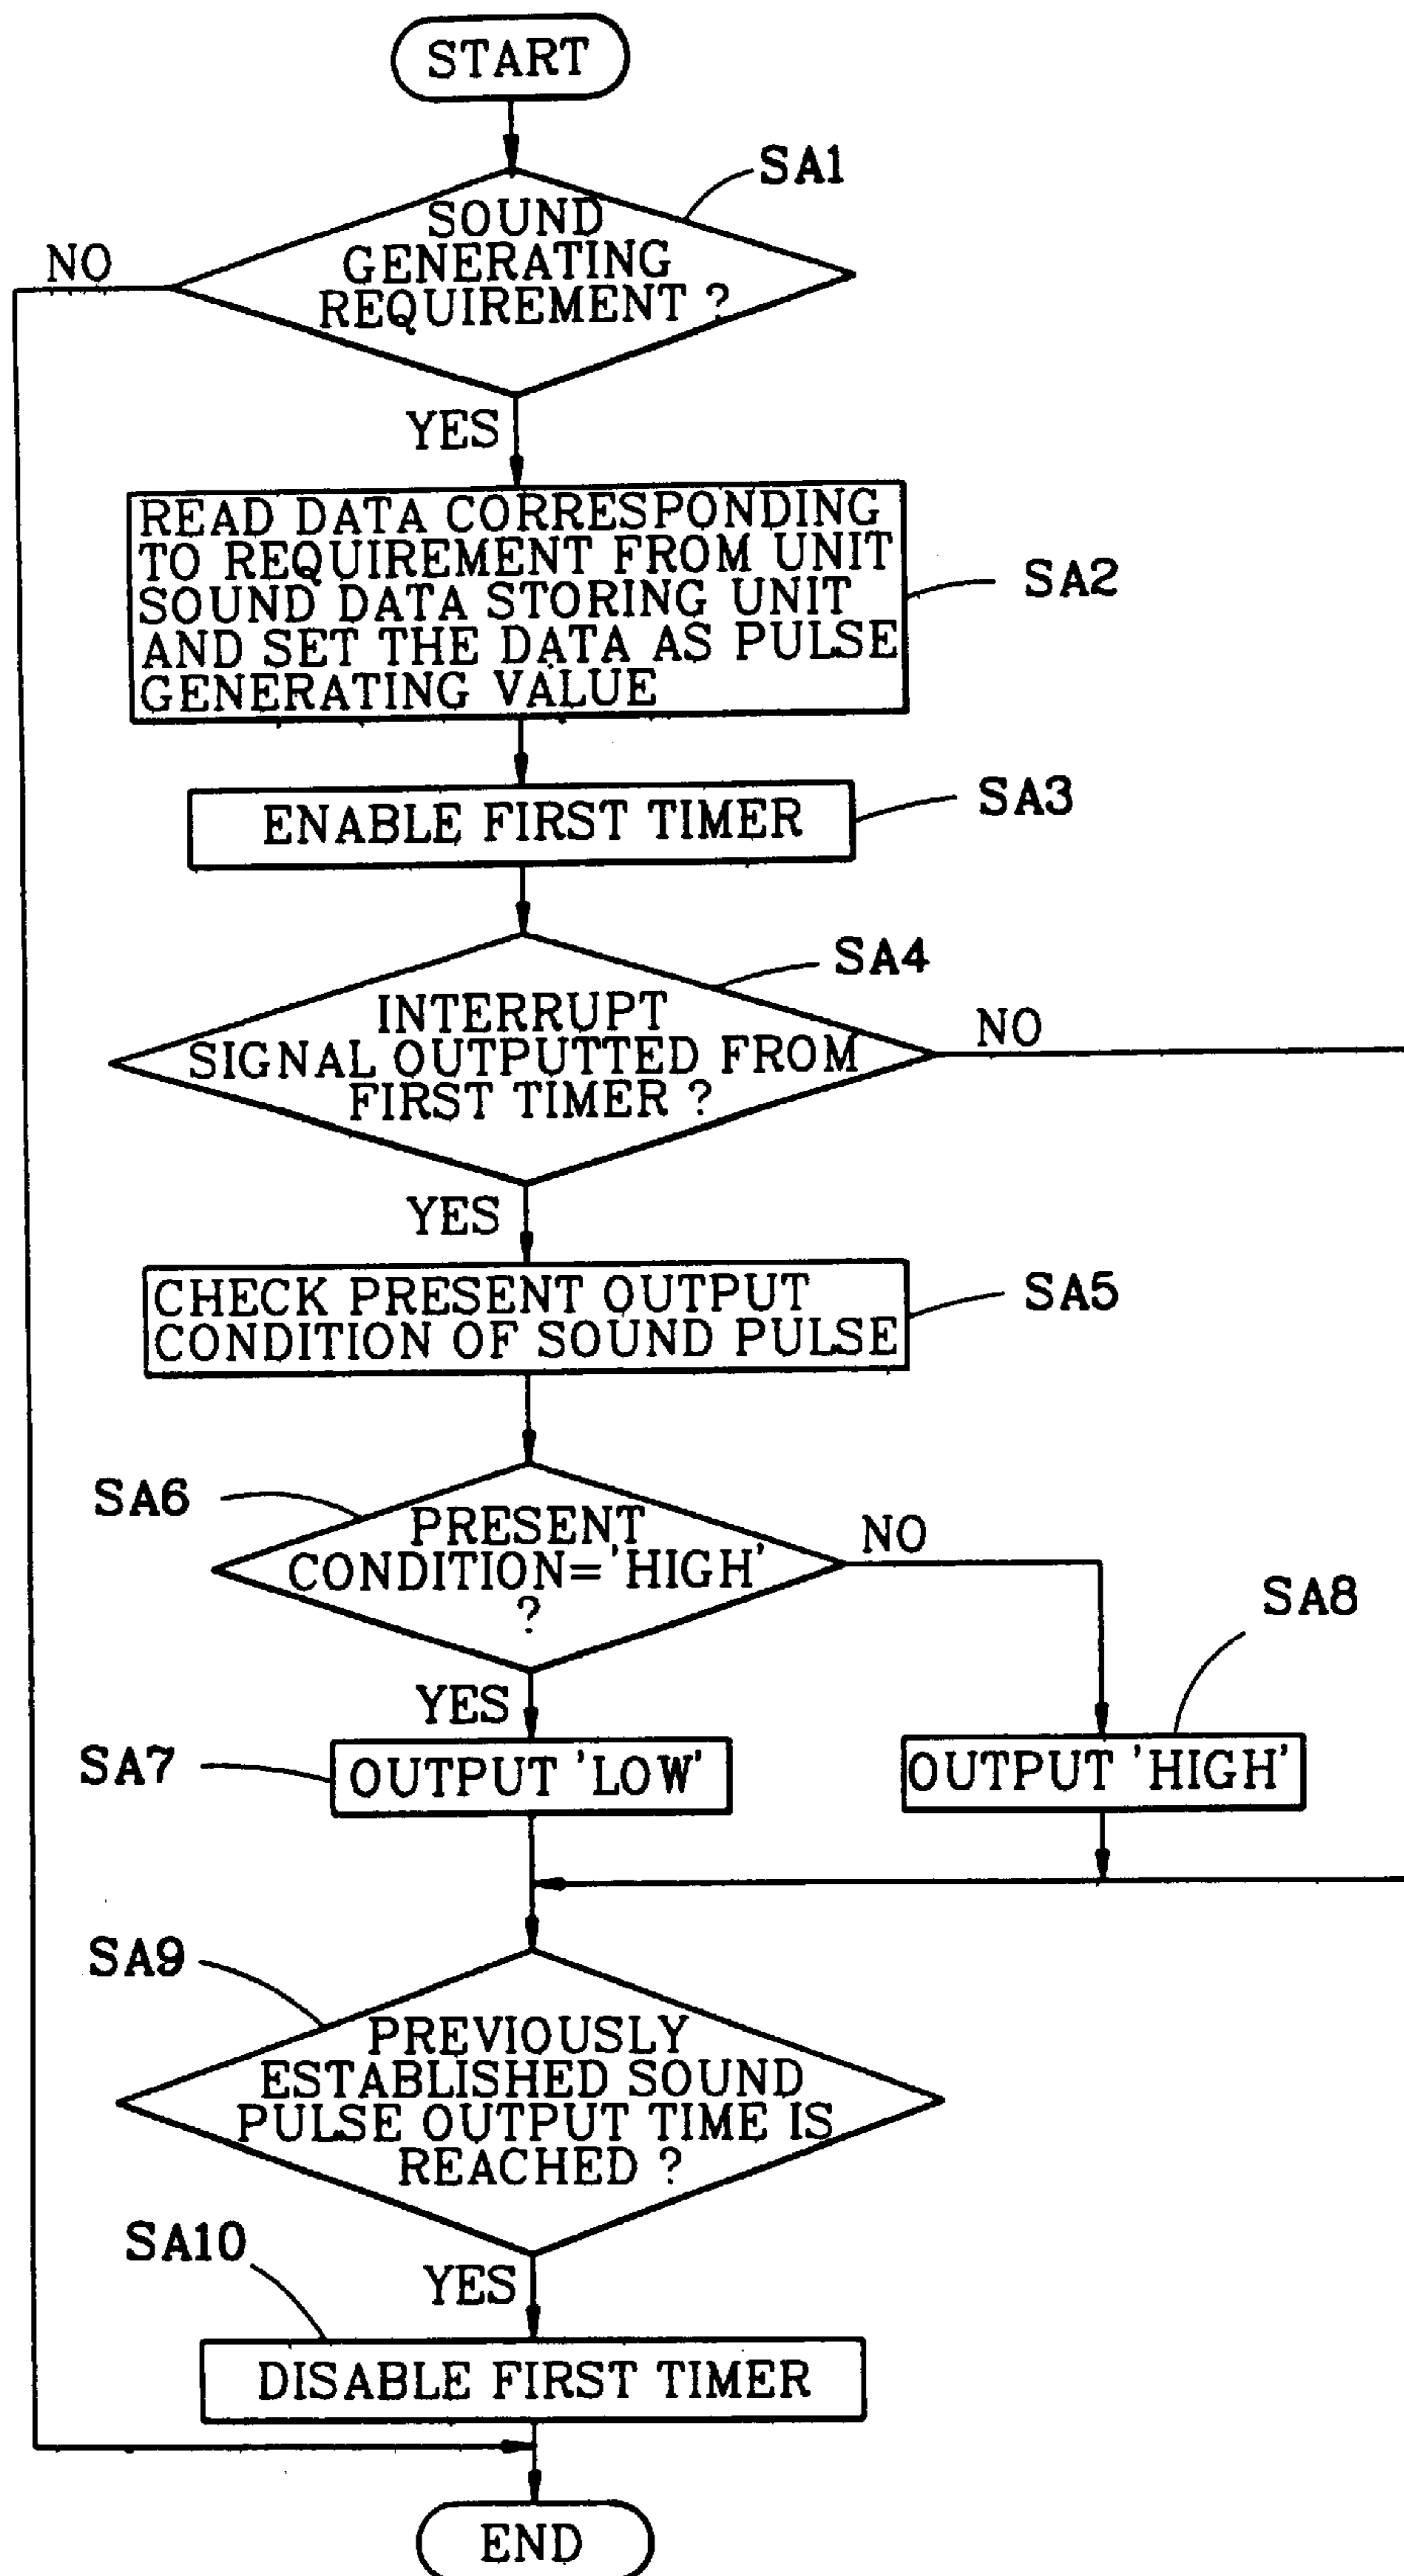 START
SA1
SOUND
GENERATING
REQUIREMENT ?
NO
YES
READ DATA CORRESPONDING
TO REQUIREMENT FROM UNIT
SOUND DATA STORING UNIT
AND SET THE DATA AS PULSE
GENERATING VALUE
SA2
ENABLE FIRST TIMER
SA3
SA4
INTERRUPT
SIGNAL OUTPUTTED FROM
FIRST TIMER ?
NO
YES
CHECK PRESENT OUTPUT
CONDITION OF SOUND PULSE
SA5
SA6
PRESENT
CONDITION='HIGH'
?
NO
YES
SA8
SA7
OUTPUT 'LOW'
OUTPUT 'HIGH'
SA9
PREVIOUSLY
ESTABLISHED SOUND
PULSE OUTPUT TIME IS
REACHED ?
SA10
YES
DISABLE FIRST TIMER
END